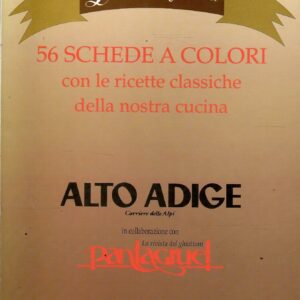 56 SCHEDE A COLORI
con le ricette classiche
della nostra cucina
ALTO ADIGE
Corriere delle Alpi
in collaborazione con
La rivista dei ghiottoni
Pantagruel